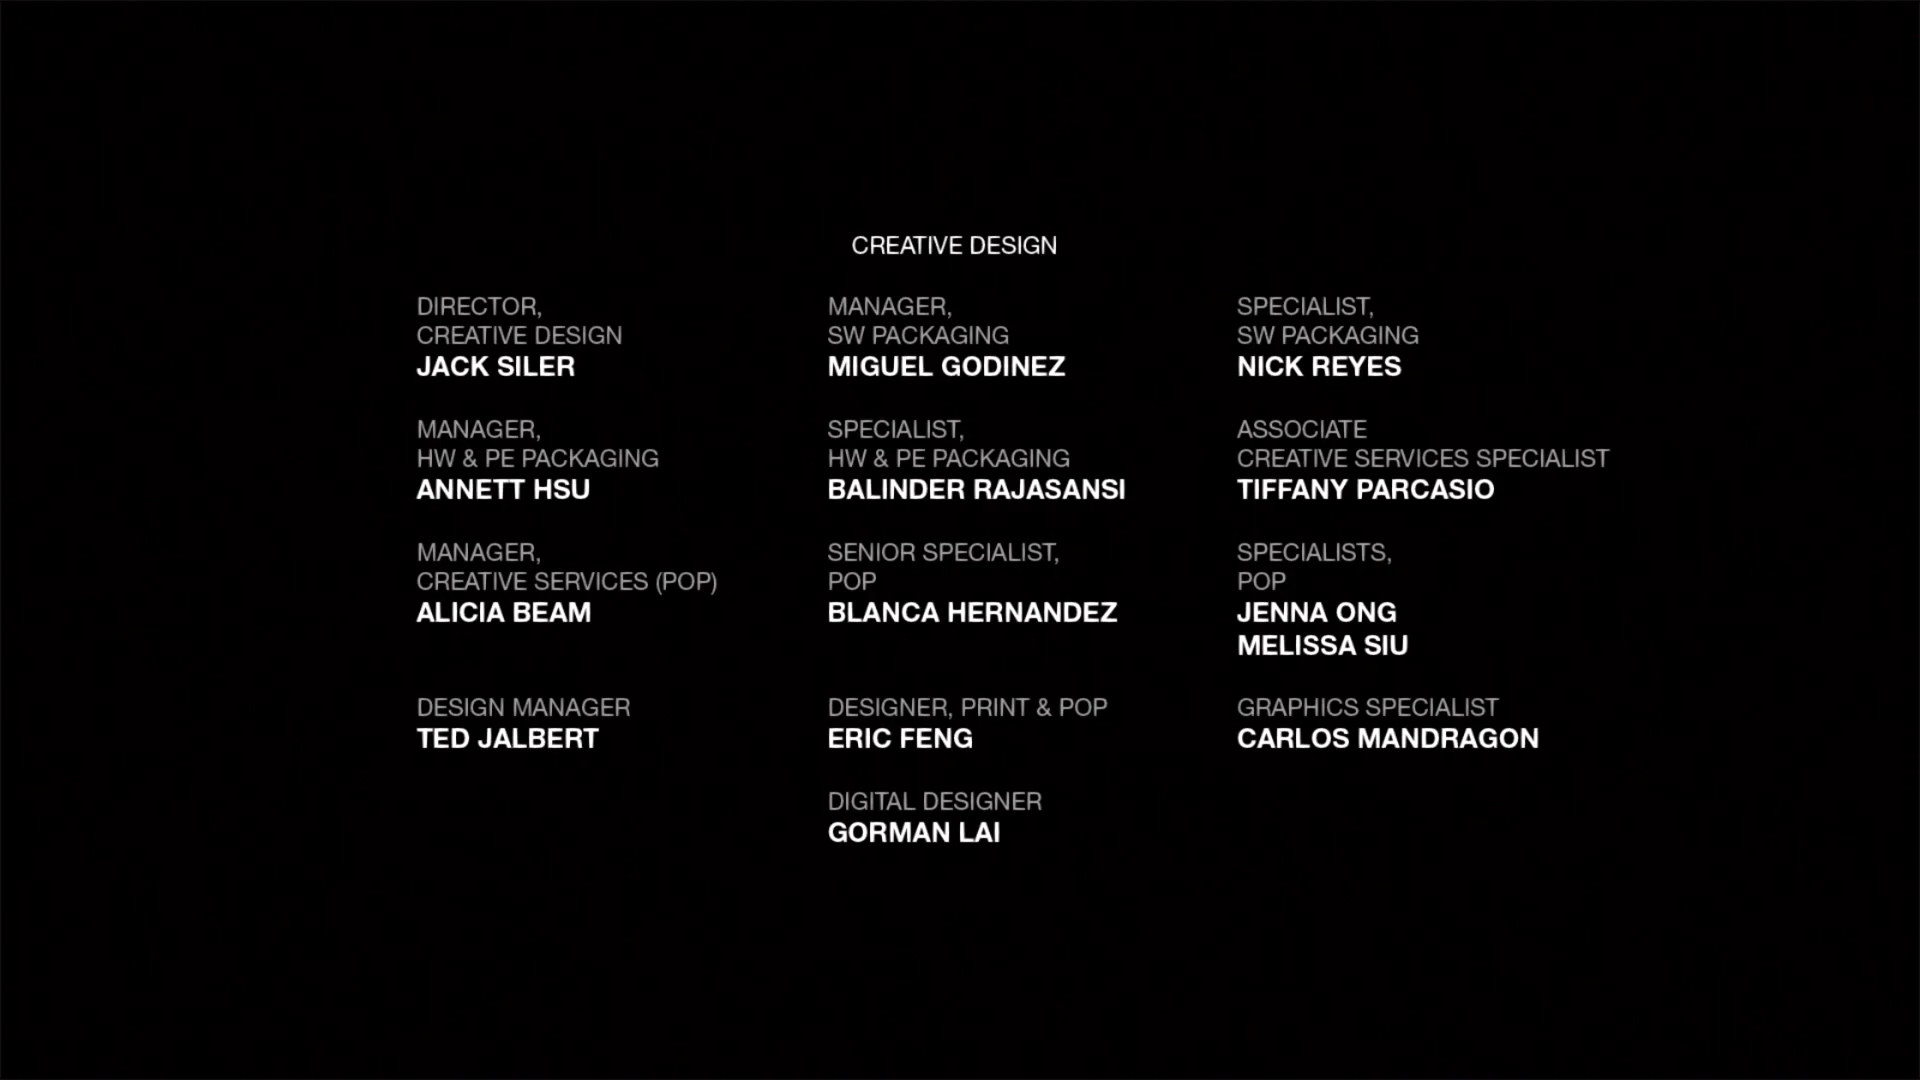 CREATIVE DESIGN
DIRECTOR,
CREATIVE DESIGN
JACK SILER
MANAGER,
SW PACKAGING
MIGUEL GODINEZ
SPECIALIST,
SW PACKAGING
NICK REYES
MANAGER,
HW & PE PACKAGING
ANNETT HSU
SPECIALIST,
HW & PE PACKAGING
BALINDER RAJASANSI
ASSOCIATE
CREATIVE SERVICES SPECIALIST
TIFFANY PARCASIO
MANAGER,
CREATIVE SERVICES (POP)
ALICIA BEAM
SENIOR SPECIALIST,
POP
BLANCA HERNANDEZ
SPECIALISTS,
POP
JENNA ONG
MELISSA SIU
DESIGN MANAGER
TED JALBERT
DESIGNER, PRINT & POP
ERIC FENG
GRAPHICS SPECIALIST
CARLOS MANDRAGON
DIGITAL DESIGNER
GORMAN LAI